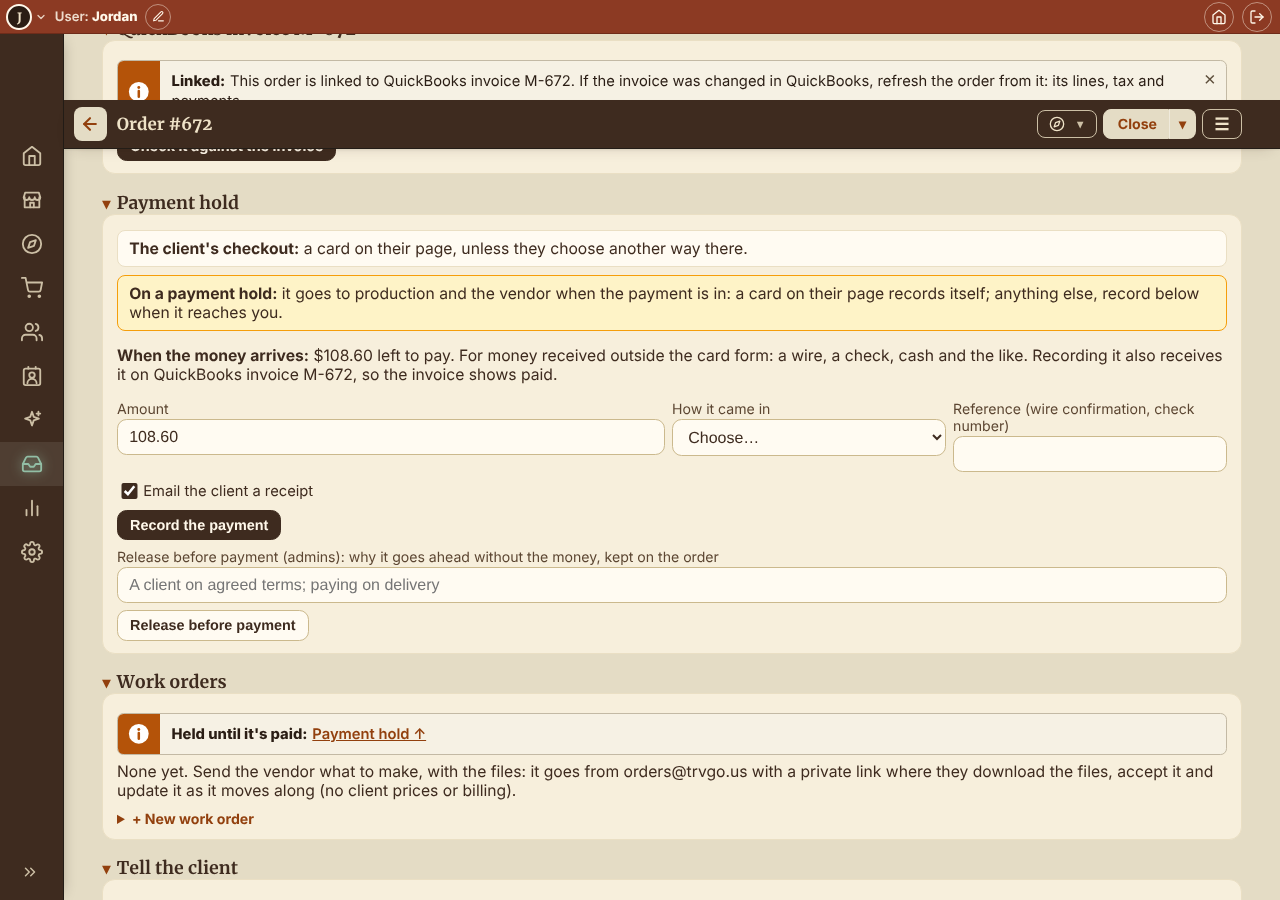 J
User: Jordan
QuickBooks invoice M-672
Linked: This order is linked to QuickBooks invoice M-672. If the invoice was changed in QuickBooks, refresh the order from it: its lines, tax and
payments
Order #672
Close
Check it against the invoice
Payment hold
The client's checkout: a card on their page, unless they choose another way there.
On a payment hold: it goes to production and the vendor when the payment is in: a card on their page records itself; anything else, record below
when it reaches you.
When the money arrives: $108.60 left to pay. For money received outside the card form: a wire, a check, cash and the like. Recording it also receives
it on QuickBooks invoice M-672, so the invoice shows paid.
Amount
How it came in
Reference (wire confirmation, check
number)
108.60
Choose…
Email the client a receipt
Record the payment
Release before payment (admins): why it goes ahead without the money, kept on the order
A client on agreed terms; paying on delivery
Release before payment
Work orders
Held until it's paid: Payment hold ↑
None yet. Send the vendor what to make, with the files: it goes from orders@trvgo.us with a private link where they download the files, accept it and
update it as it moves along (no client prices or billing).
+ New work order
Tell the client